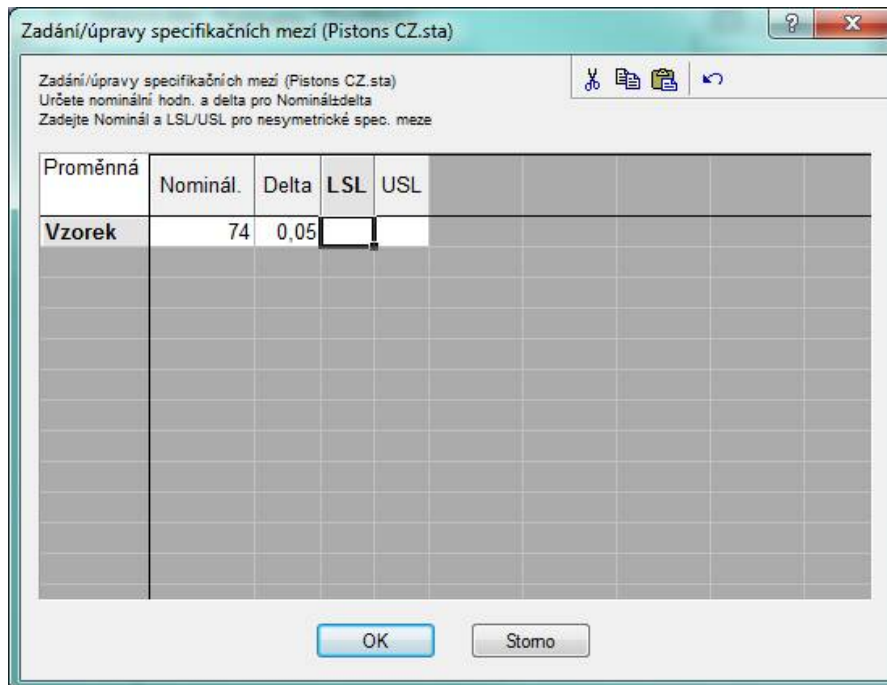 Zadání/úpravy specifikačních mezí (Pistons CZ.sta)
Zadání/úpravy specifikačních mezí (Pistons CZ.sta)
Určete nominální hodn. a delta pro Nominál±delta
Zadejte Nominál a LSL/USL pro nesymetrické spec. meze
Proměnná Nominál. Delta LSL USL
Vzorek 74 0,05
OK Storno